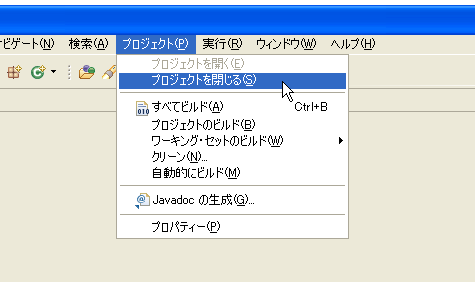 ナビゲート(N) 検索(A) プロジェクト(P) 実行(R) ウィンドウ(W) ヘルプ(H)
プロジェクトを開く(E)
プロジェクトを閉じる(S)
すべてビルド(A) Ctrl+B
プロジェクトのビルド(B)
ワーキング・セットのビルド(W)
クリーン(N)...
自動的にビルド(M)
Javadoc の生成(G)...
プロパティー(P)